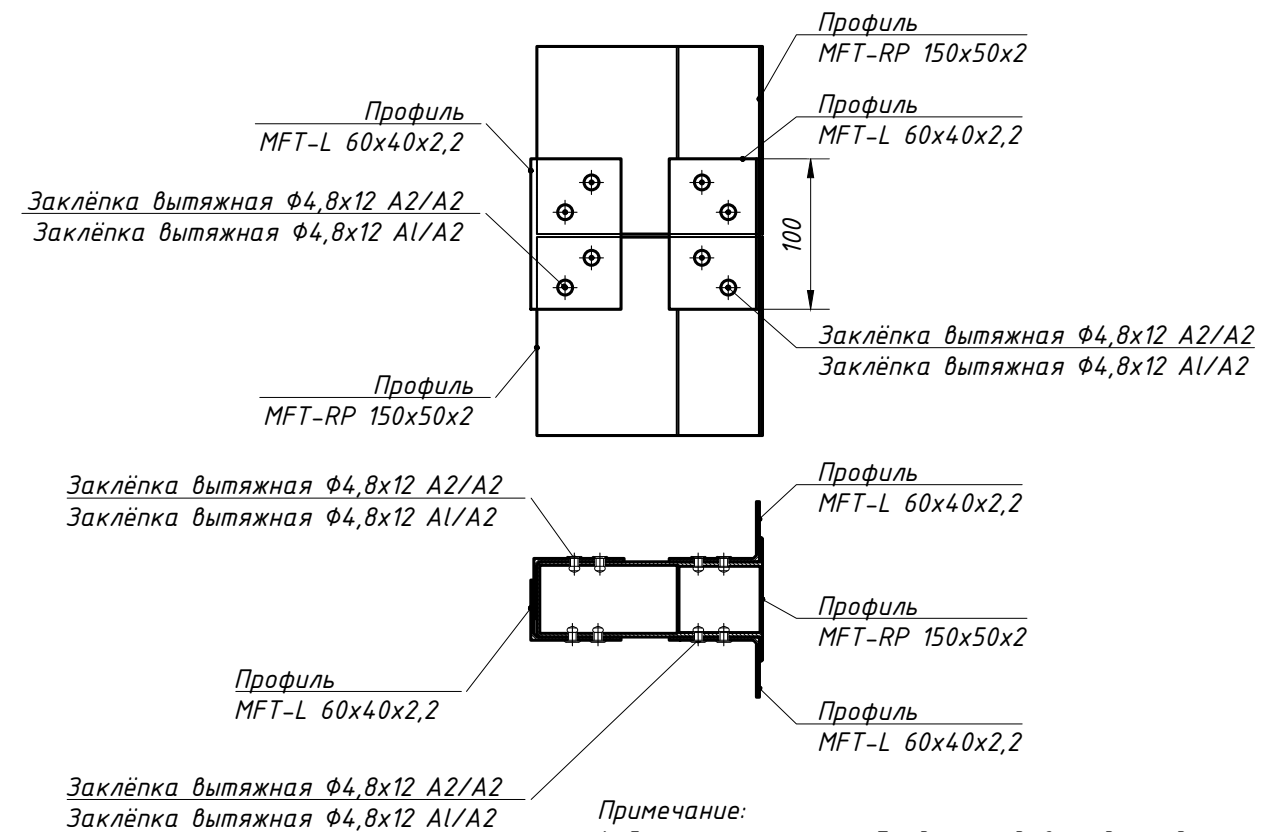 Профиль
MFT-RP 150x50x2
Профиль
MFT-L 60x40x2,2
Профиль
MFT-L 60x40x2,2
Заклёпка вытяжная Ф4,8x12 A2/A2
Заклёпка вытяжная Ф4,8x12 Al/A2
100
Заклёпка вытяжная Ф4,8x12 A2/A2
Заклёпка вытяжная Ф4,8x12 Al/A2
Профиль
MFT-RP 150x50x2
Заклёпка вытяжная Ф4,8x12 A2/A2
Заклёпка вытяжная Ф4,8x12 Al/A2
Профиль
MFT-L 60x40x2,2
Профиль
MFT-RP 150x50x2
Профиль
MFT-L 60x40x2,2
Профиль
MFT-L 60x40x2,2
Заклёпка вытяжная Ф4,8x12 A2/A2
Заклёпка вытяжная Ф4,8x12 Al/A2
Примечание: